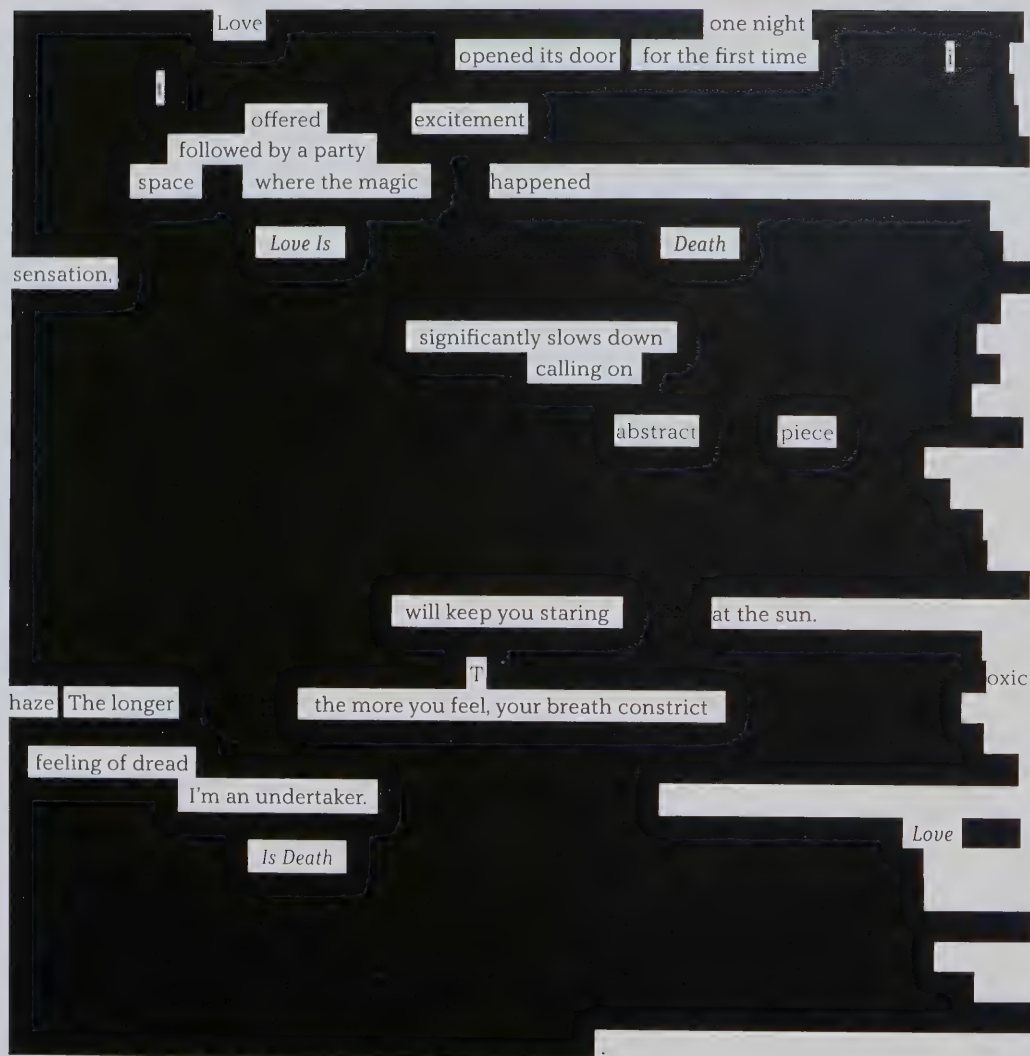 Love one night
opened its door for the first time i
t
offered excitement
followed by a party
space where the magic happened
Love Is Death
sensation,
significantly slows down
calling on
abstract piece
will keep you staring at the sun.
T oxic
haze The longer the more you feel, your breath constrict
feeling of dread
I'm an undertaker.
Love
Is Death